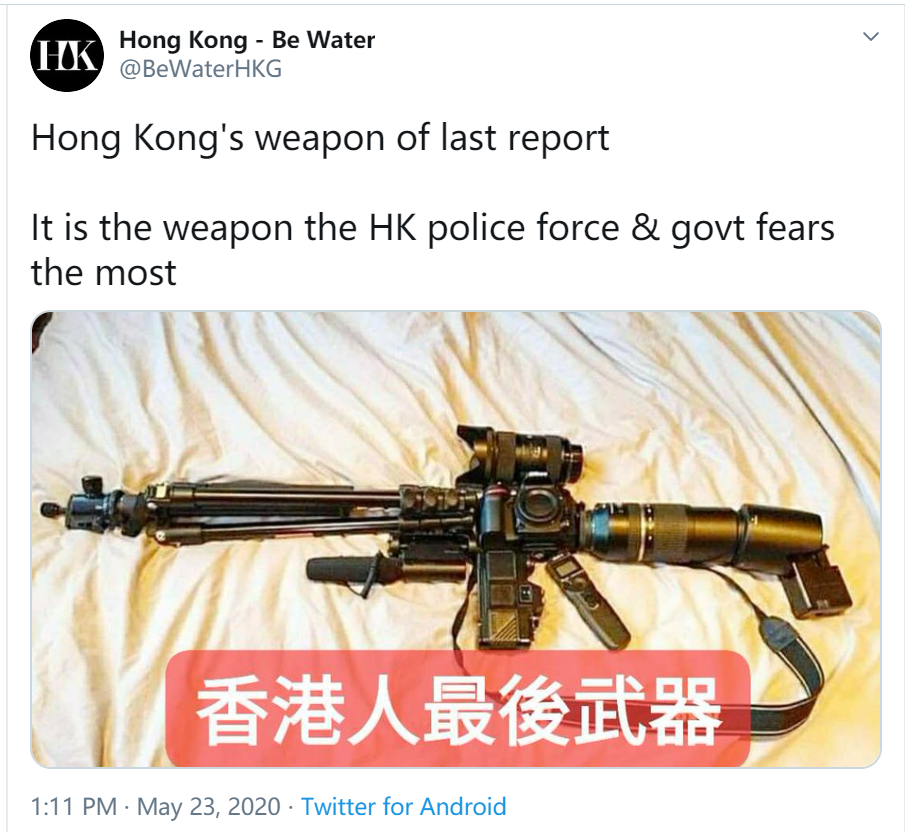 HK
Hong Kong - Be Water
@BeWaterHKG
Hong Kong's weapon of last report
It is the weapon the HK police force & govt fears
the most
香港人最後武器
1:11 PM · May 23, 2020 · Twitter for Android